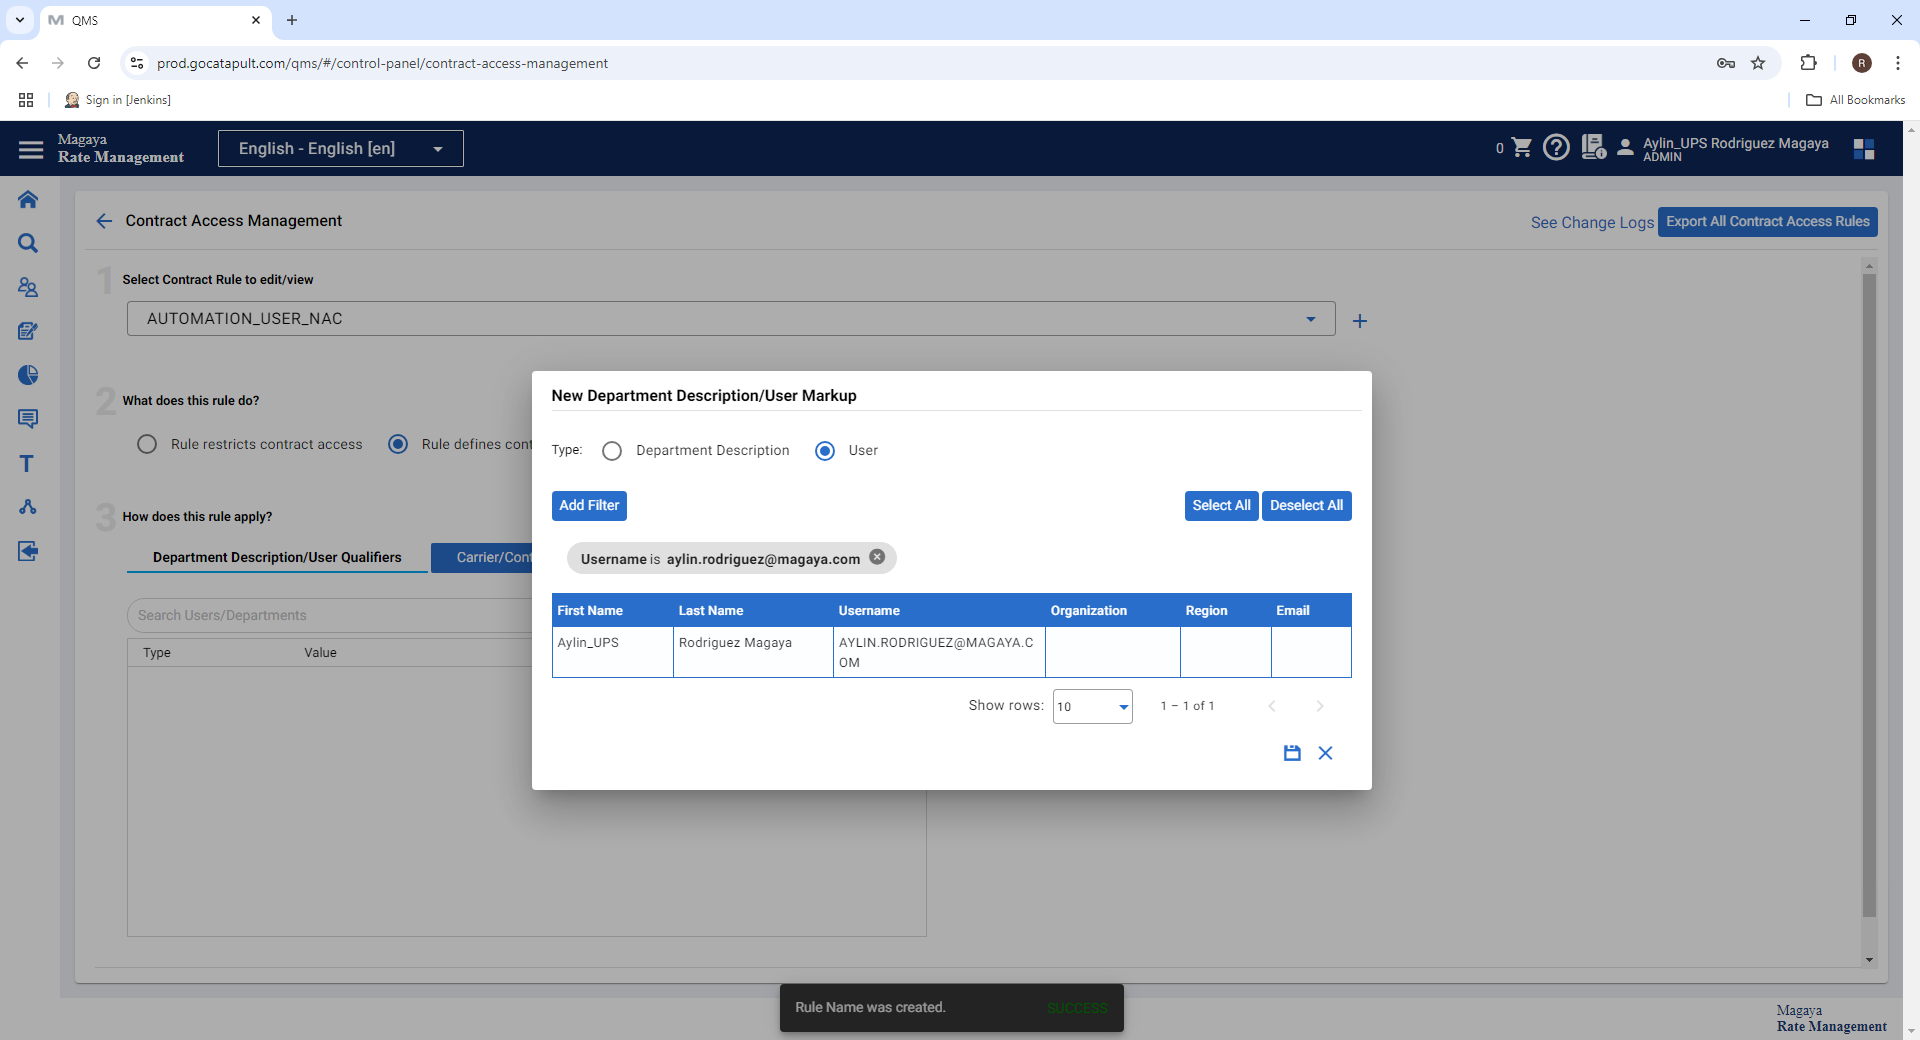 QMS
prod.gocatapult.com/qms/#/control-panel/contract-access-management
R
Sign in [Jenkins]
All Bookmarks
Magaya
Rate Management
English - English [en]
0
Aylin_UPS Rodriguez Magaya
ADMIN
Contract Access Management
See Change Logs
Export All Contract Access Rules
1 Select Contract Rule to edit/view
AUTOMATION_USER_NAC
2 What does this rule do?
Rule restricts contract access
Rule defines cont
3 How does this rule apply?
Department Description/User Qualifiers
Carrier/Cont
Search Users/Departments
Type Value
New Department Description/User Markup
Type: Department Description User
Add Filter
Select All
Deselect All
Username is aylin.rodriguez@magaya.com
First Name Last Name Username Organization Region Email
Aylin_UPS Rodriguez Magaya AYLIN.RODRIGUEZ@MAGAYA.C
OM
Show rows: 10 1 – 1 of 1
Rule Name was created. SUCCESS
Magaya
Rate Management